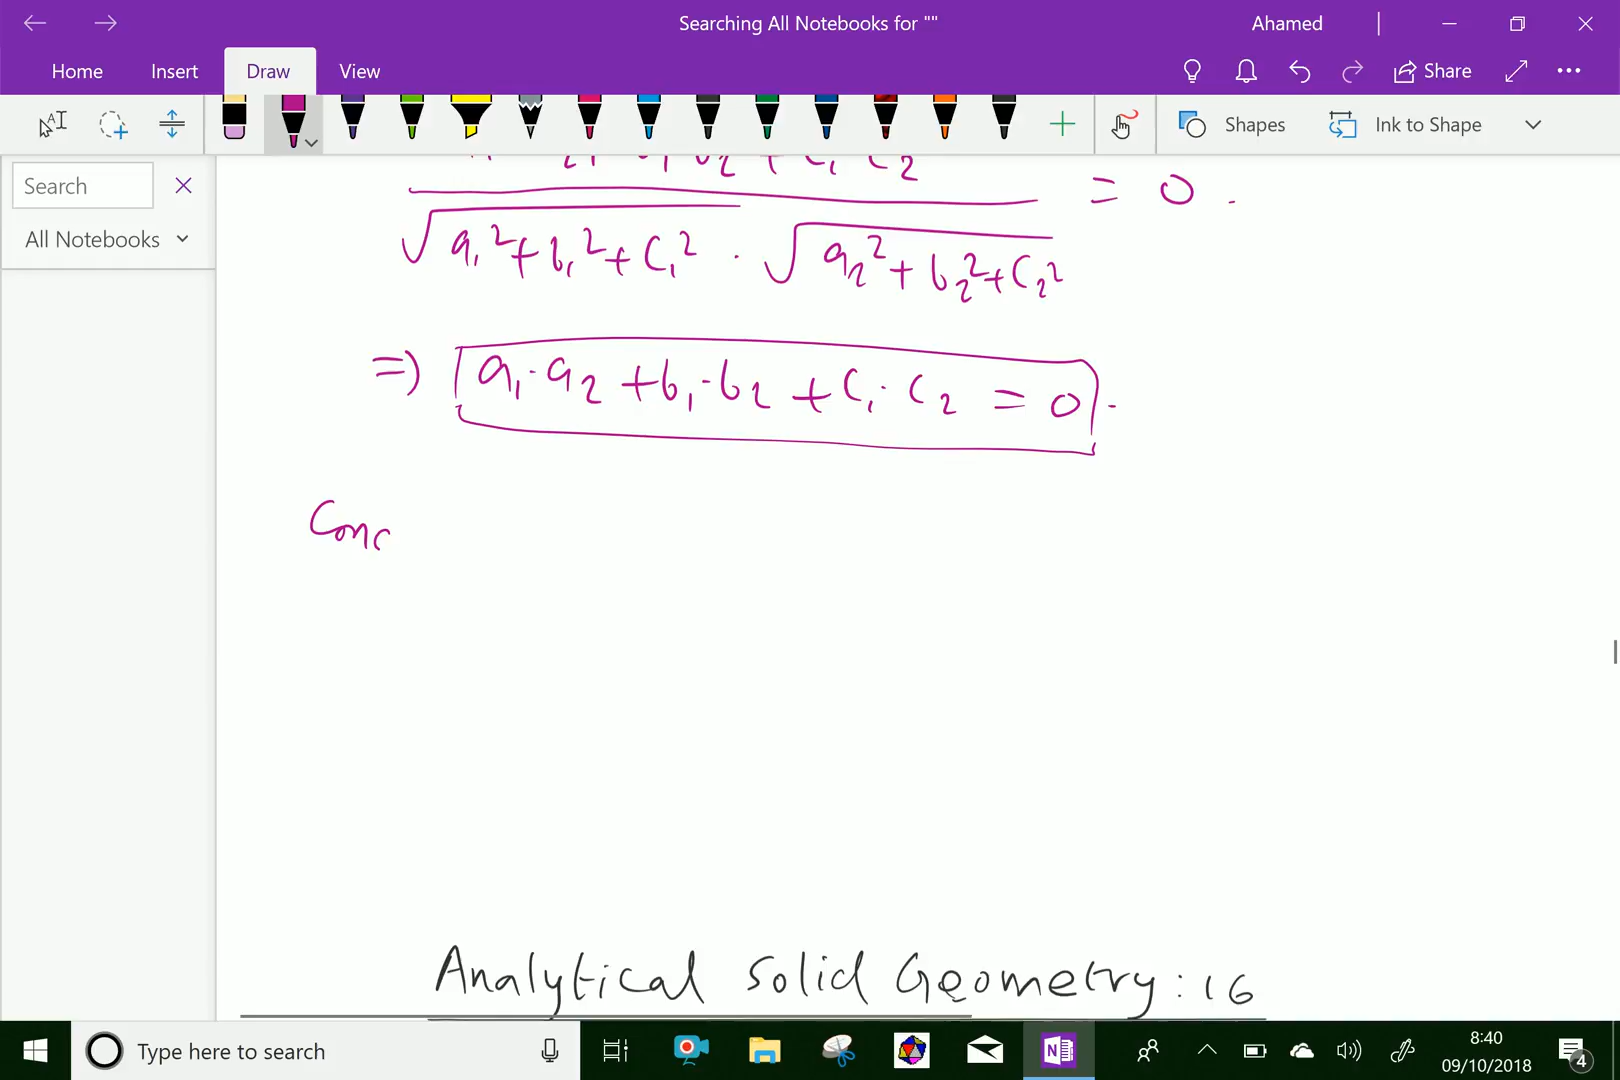 Searching All Notebooks for "" Ahamed
Home Insert Draw View Share
Shapes Ink to Shape
Search
All Notebooks
= 0 .
√a₁²+b₁²+c₁² . √a₂²+b₂²+c₂²
=) a₁.a₂ +b₁.b₂ +c₁.c₂ = 0 .
Conc
Analytical Solid Geometry: 16
Type here to search
8:40
09/10/2018
4